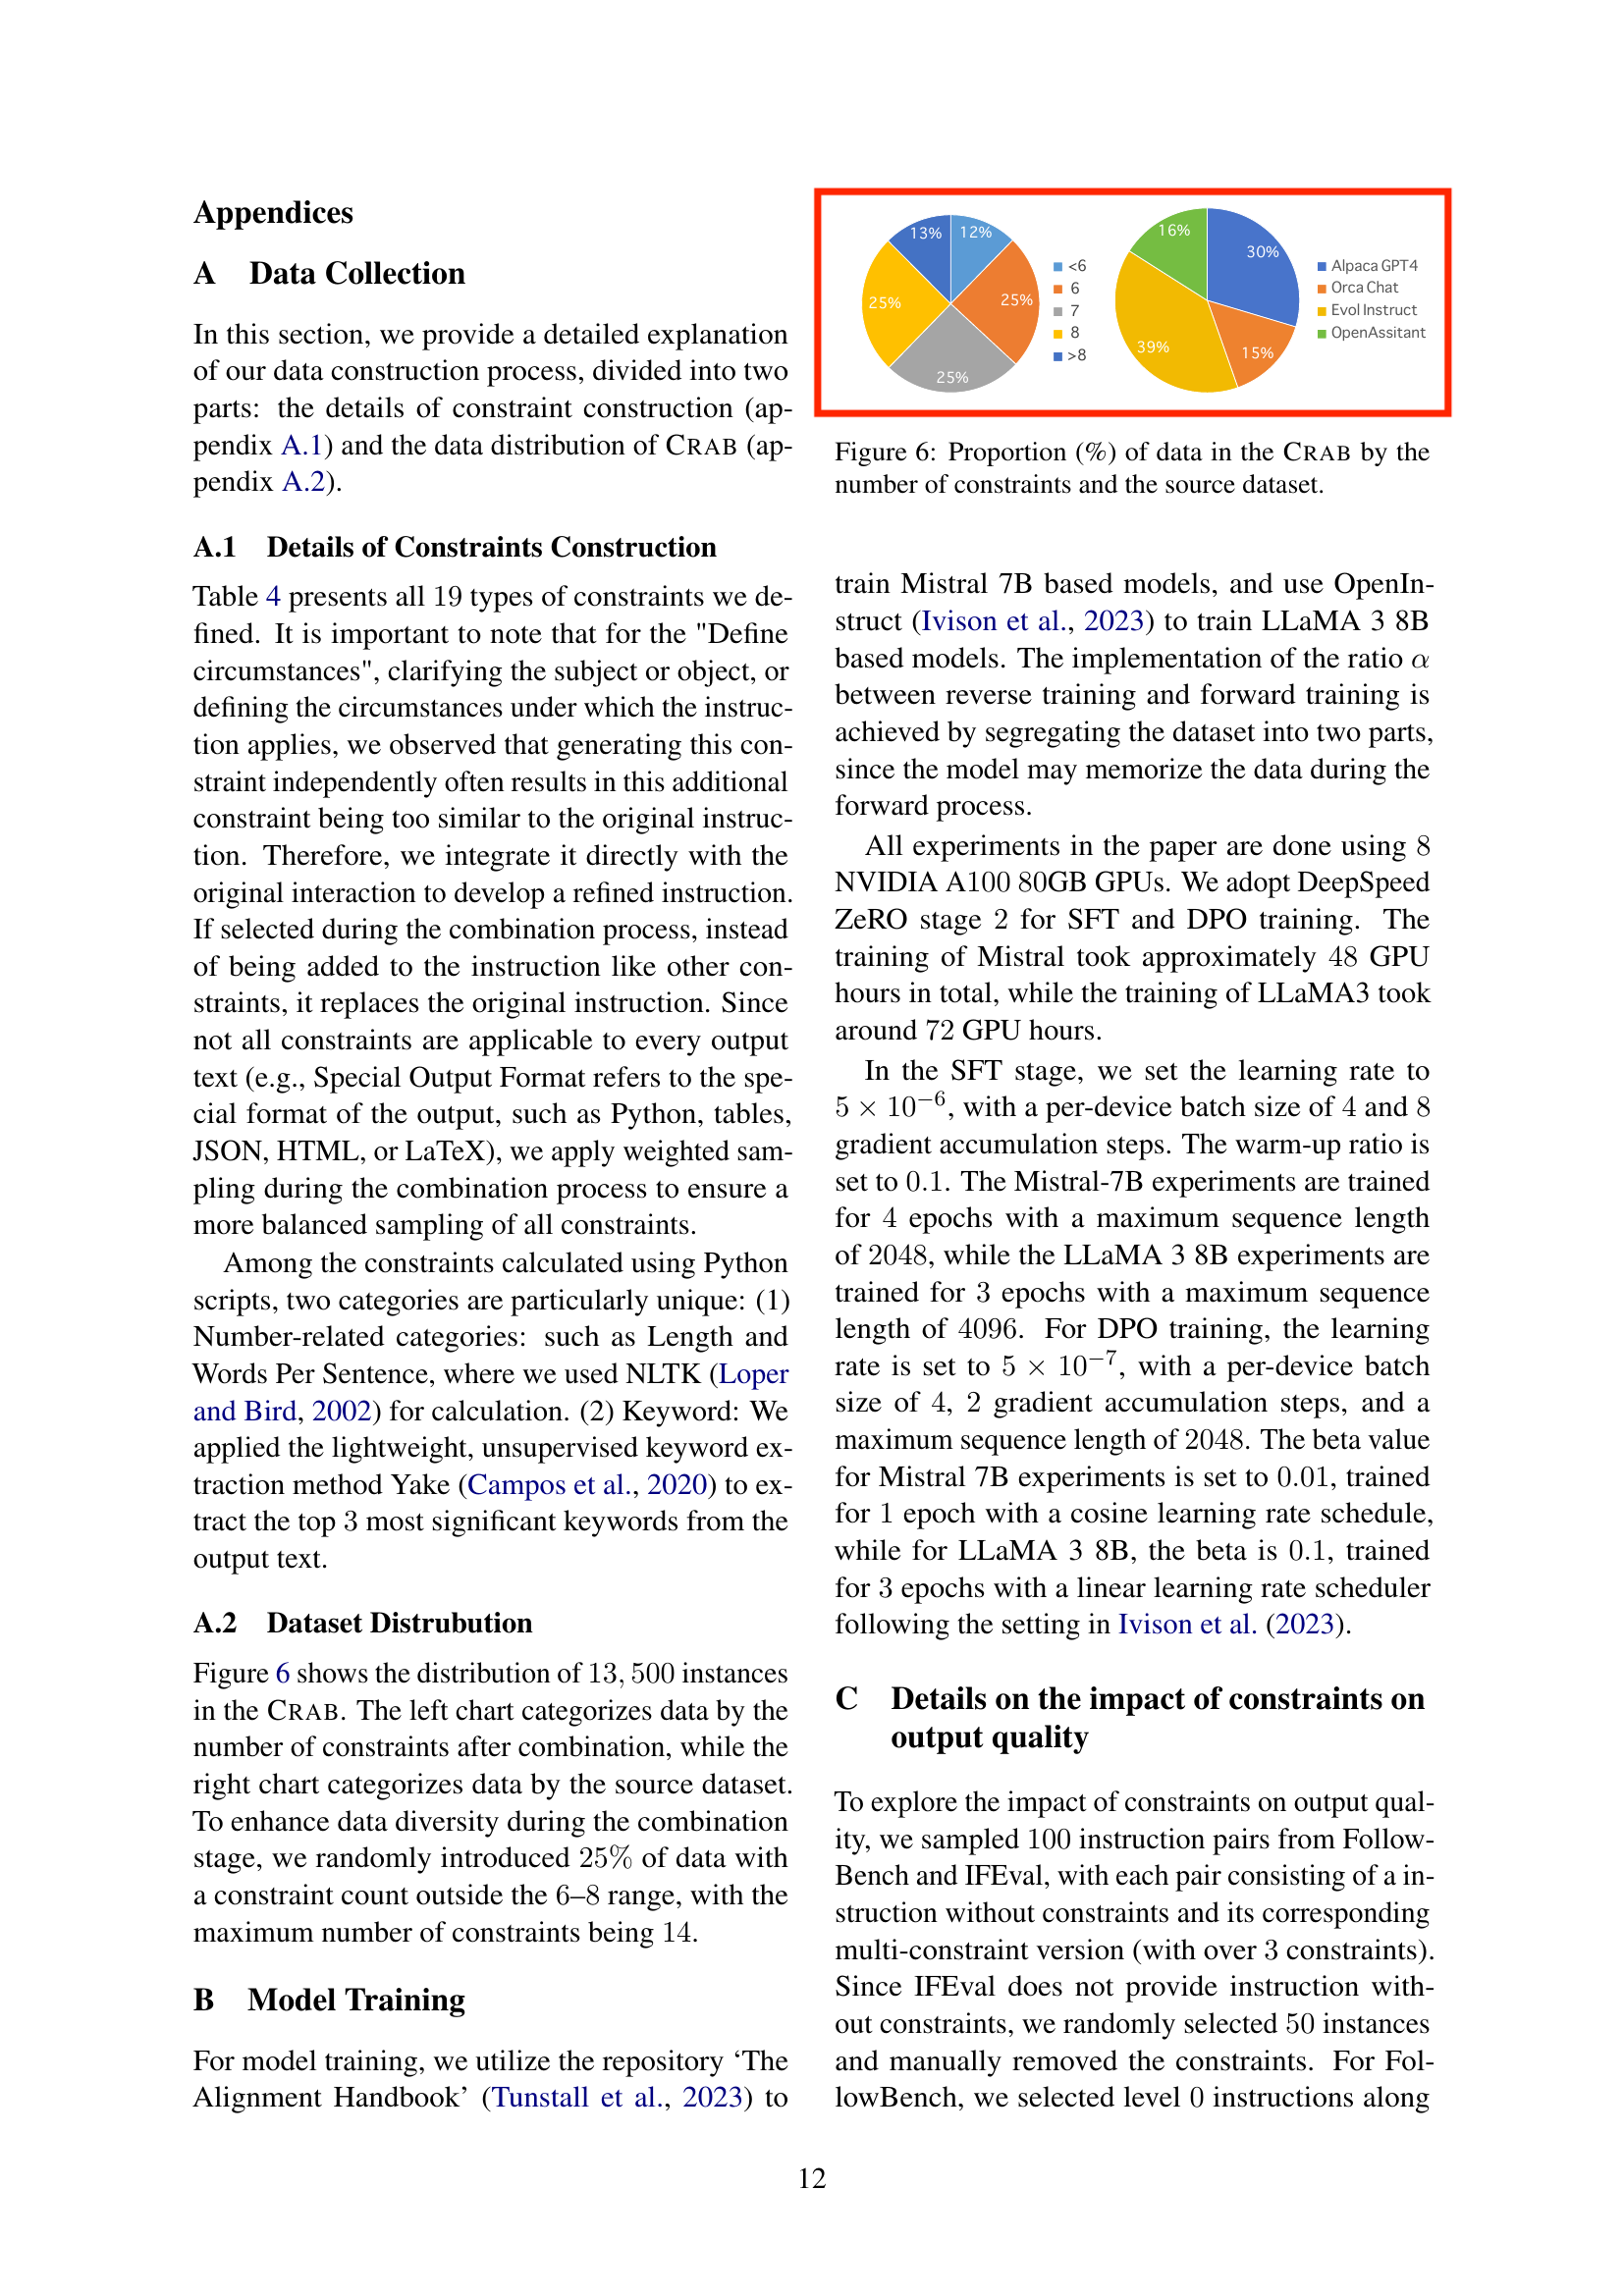 Appendices
A Data Collection
In this section, we provide a detailed explanation
of our data construction process, divided into two
parts: the details of constraint construction (ap-
pendix A.1) and the data distribution of CRAB (ap-
pendix A.2).
A.1 Details of Constraints Construction
Table 4 presents all 19 types of constraints we de-
fined. It is important to note that for the "Define
circumstances", clarifying the subject or object, or
defining the circumstances under which the instruc-
tion applies, we observed that generating this con-
straint independently often results in this additional
constraint being too similar to the original instruc-
tion. Therefore, we integrate it directly with the
original interaction to develop a refined instruction.
If selected during the combination process, instead
of being added to the instruction like other con-
straints, it replaces the original instruction. Since
not all constraints are applicable to every output
text (e.g., Special Output Format refers to the spe-
cial format of the output, such as Python, tables,
JSON, HTML, or LaTeX), we apply weighted sam-
pling during the combination process to ensure a
more balanced sampling of all constraints.
Among the constraints calculated using Python
scripts, two categories are particularly unique: (1)
Number-related categories: such as Length and
Words Per Sentence, where we used NLTK (Loper
and Bird, 2002) for calculation. (2) Keyword: We
applied the lightweight, unsupervised keyword ex-
traction method Yake (Campos et al., 2020) to ex-
tract the top 3 most significant keywords from the
output text.
A.2 Dataset Distrubution
Figure 6 shows the distribution of 13, 500 instances
in the CRAB. The left chart categorizes data by the
number of constraints after combination, while the
right chart categorizes data by the source dataset.
To enhance data diversity during the combination
stage, we randomly introduced 25% of data with
a constraint count outside the 6–8 range, with the
maximum number of constraints being 14.
B Model Training
For model training, we utilize the repository ‘The
Alignment Handbook’ (Tunstall et al., 2023) to
13% 12%
25% 25%
25%
<6
6
7
8
>8
16% 30%
39% 15%
Alpaca GPT4
Orca Chat
Evol Instruct
OpenAssitant
Figure 6: Proportion (%) of data in the CRAB by the
number of constraints and the source dataset.
train Mistral 7B based models, and use OpenIn-
struct (Ivison et al., 2023) to train LLaMA 3 8B
based models. The implementation of the ratio α
between reverse training and forward training is
achieved by segregating the dataset into two parts,
since the model may memorize the data during the
forward process.
All experiments in the paper are done using 8
NVIDIA A100 80GB GPUs. We adopt DeepSpeed
ZeRO stage 2 for SFT and DPO training. The
training of Mistral took approximately 48 GPU
hours in total, while the training of LLaMA3 took
around 72 GPU hours.
In the SFT stage, we set the learning rate to
5 × 10⁻⁶, with a per-device batch size of 4 and 8
gradient accumulation steps. The warm-up ratio is
set to 0.1. The Mistral-7B experiments are trained
for 4 epochs with a maximum sequence length
of 2048, while the LLaMA 3 8B experiments are
trained for 3 epochs with a maximum sequence
length of 4096. For DPO training, the learning
rate is set to 5 × 10⁻⁷, with a per-device batch
size of 4, 2 gradient accumulation steps, and a
maximum sequence length of 2048. The beta value
for Mistral 7B experiments is set to 0.01, trained
for 1 epoch with a cosine learning rate schedule,
while for LLaMA 3 8B, the beta is 0.1, trained
for 3 epochs with a linear learning rate scheduler
following the setting in Ivison et al. (2023).
C Details on the impact of constraints on
output quality
To explore the impact of constraints on output qual-
ity, we sampled 100 instruction pairs from Follow-
Bench and IFEval, with each pair consisting of a in-
struction without constraints and its corresponding
multi-constraint version (with over 3 constraints).
Since IFEval does not provide instruction with-
out constraints, we randomly selected 50 instances
and manually removed the constraints. For Fol-
lowBench, we selected level 0 instructions along
12